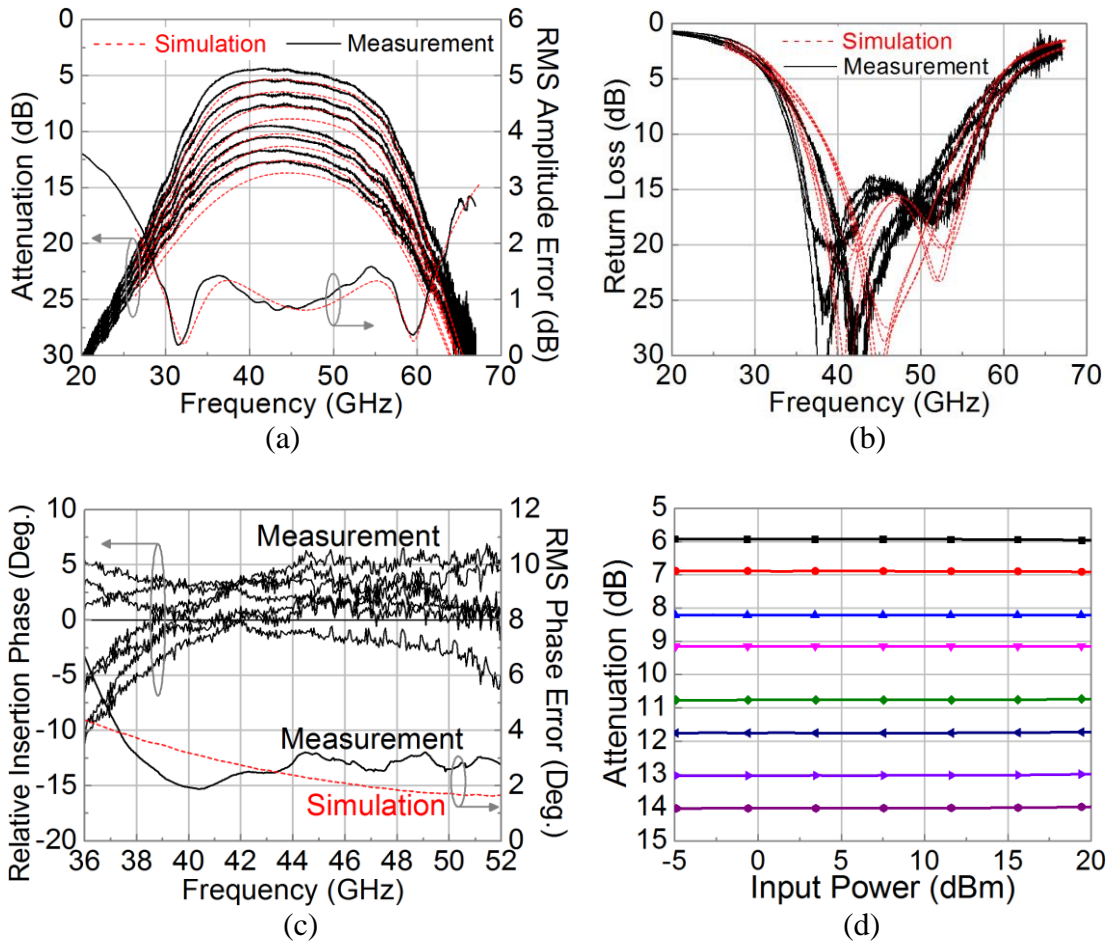 0
5
10
15
20
25
30
Attenuation (dB)
6
5
4
3
2
1
0
RMS Amplitude Error (dB)
Simulation
Measurement
20 30 40 50 60 70
Frequency (GHz)
(a)
0
5
10
15
20
25
30
Return Loss (dB)
Simulation
Measurement
20 30 40 50 60 70
Frequency (GHz)
(b)
10
5
0
-5
-10
-15
-20
Relative Insertion Phase (Deg.)
12
10
8
6
4
2
0
RMS Phase Error (Deg.)
Measurement
Measurement
Simulation
36 38 40 42 44 46 48 50 52
Frequency (GHz)
(c)
5
6
7
8
9
10
11
12
13
14
15
Attenuation (dB)
-5 0 5 10 15 20
Input Power (dBm)
(d)